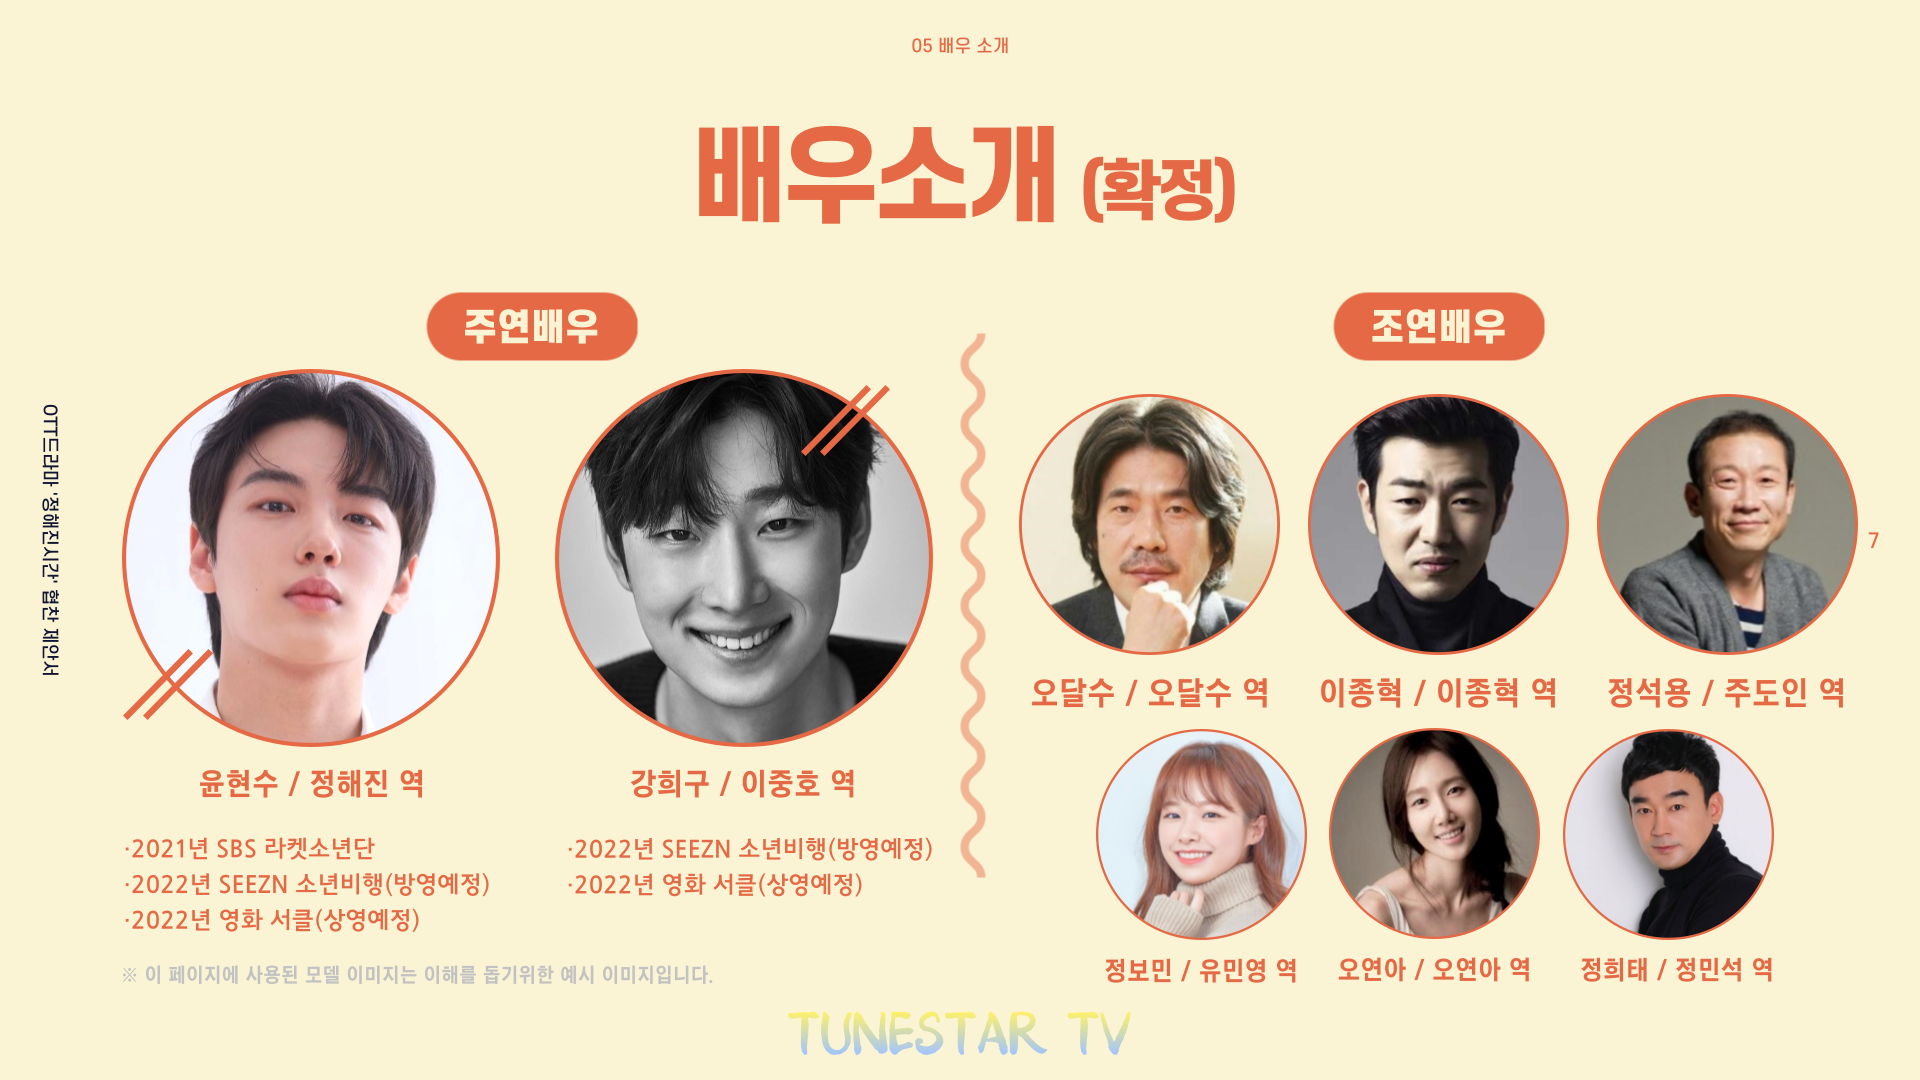 05 배우 소개
배우소개 (확정)
주연배우
윤현수 / 정해진 역
·2021년 SBS 라켓소년단
·2022년 SEEZN 소년비행(방영예정)
·2022년 영화 서클(상영예정)
강희구 / 이중호 역
·2022년 SEEZN 소년비행(방영예정)
·2022년 영화 서클(상영예정)
※ 이 페이지에 사용된 모델 이미지는 이해를 돕기위한 예시 이미지입니다.
조연배우
오달수 / 오달수 역
이종혁 / 이종혁 역
정석용 / 주도인 역
정보민 / 유민영 역
오연아 / 오연아 역
정희태 / 정민석 역
OTT드라마 '정해진시간' 협찬 제안서
7
TUNESTAR TV